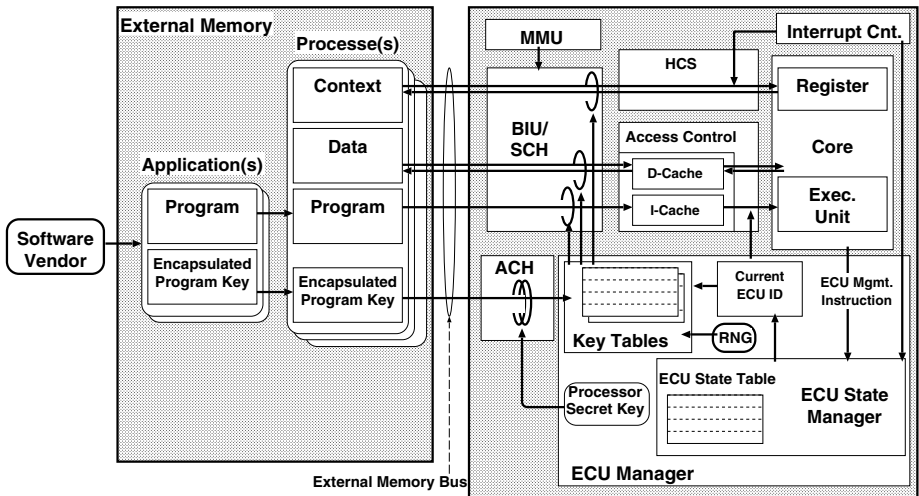 External Memory
Processe(s)
Context
Data
Program
Encapsulated
Program Key
Application(s)
Program
Encapsulated
Program Key
Software
Vendor
External Memory Bus
MMU
BIU/
SCH
HCS
Interrupt Cnt.
Register
Core
Exec.
Unit
Access Control
D-Cache
I-Cache
ACH
Key Tables
Current
ECU ID
ECU Mgmt.
Instruction
RNG
Processor
Secret Key
ECU State Table
ECU State
Manager
ECU Manager